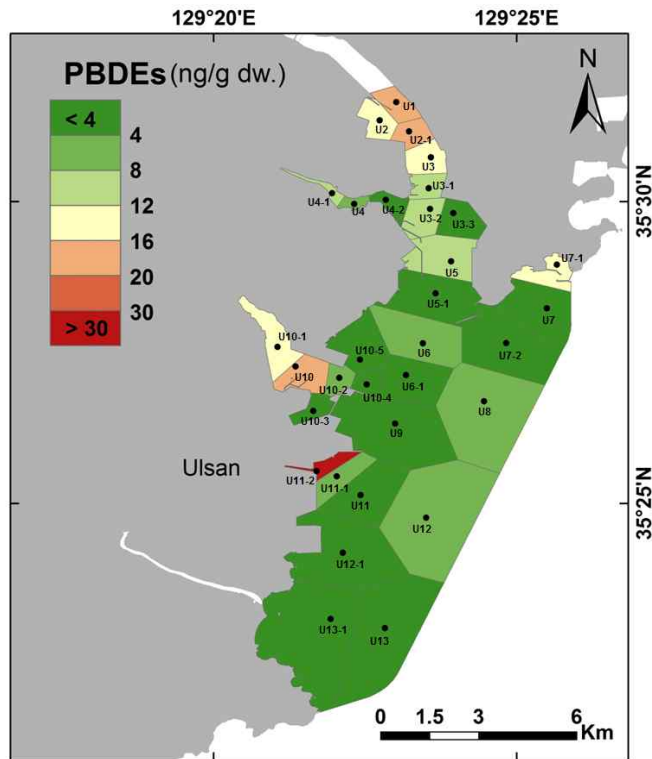 129°20'E 129°25'E
PBDEs (ng/g dw.)
N
< 4
4
8
12
16
20
30
> 30
U1
U2
U2-1
U3
U3-1
35°30'N
U4-1
U4
U4-2
U3-2
U3-3
U5
U7-1
U5-1
U7
U10-1
U10-5
U6
U7-2
U10
U10-2
U10-4
U6-1
U8
U10-3
U9
Ulsan
U11-2
U11-1
U11
35°25'N
U12
U12-1
U13-1
U13
0 1.5 3 6
Km